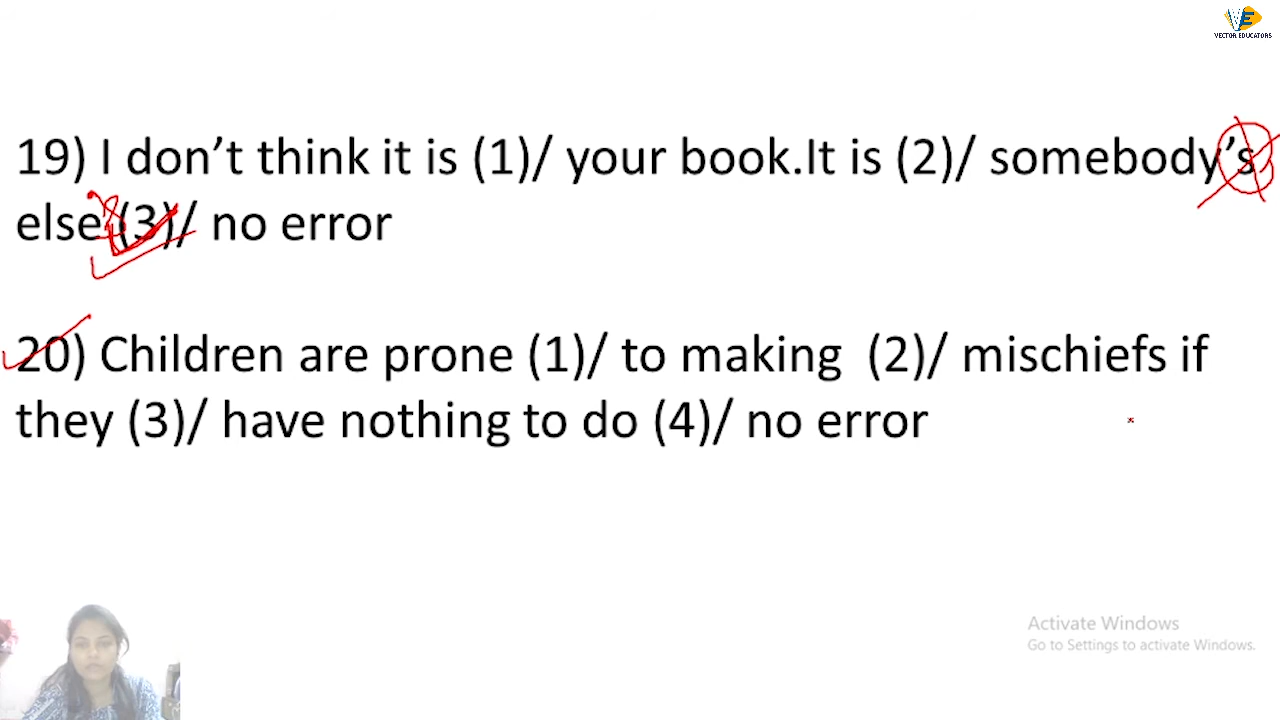 VECTOR EDUCATORS
19) I don’t think it is (1)/ your book.It is (2)/ somebody’s
else (3)/ no error
20) Children are prone (1)/ to making (2)/ mischiefs if
they (3)/ have nothing to do (4)/ no error
Activate Windows
Go to Settings to activate Windows.